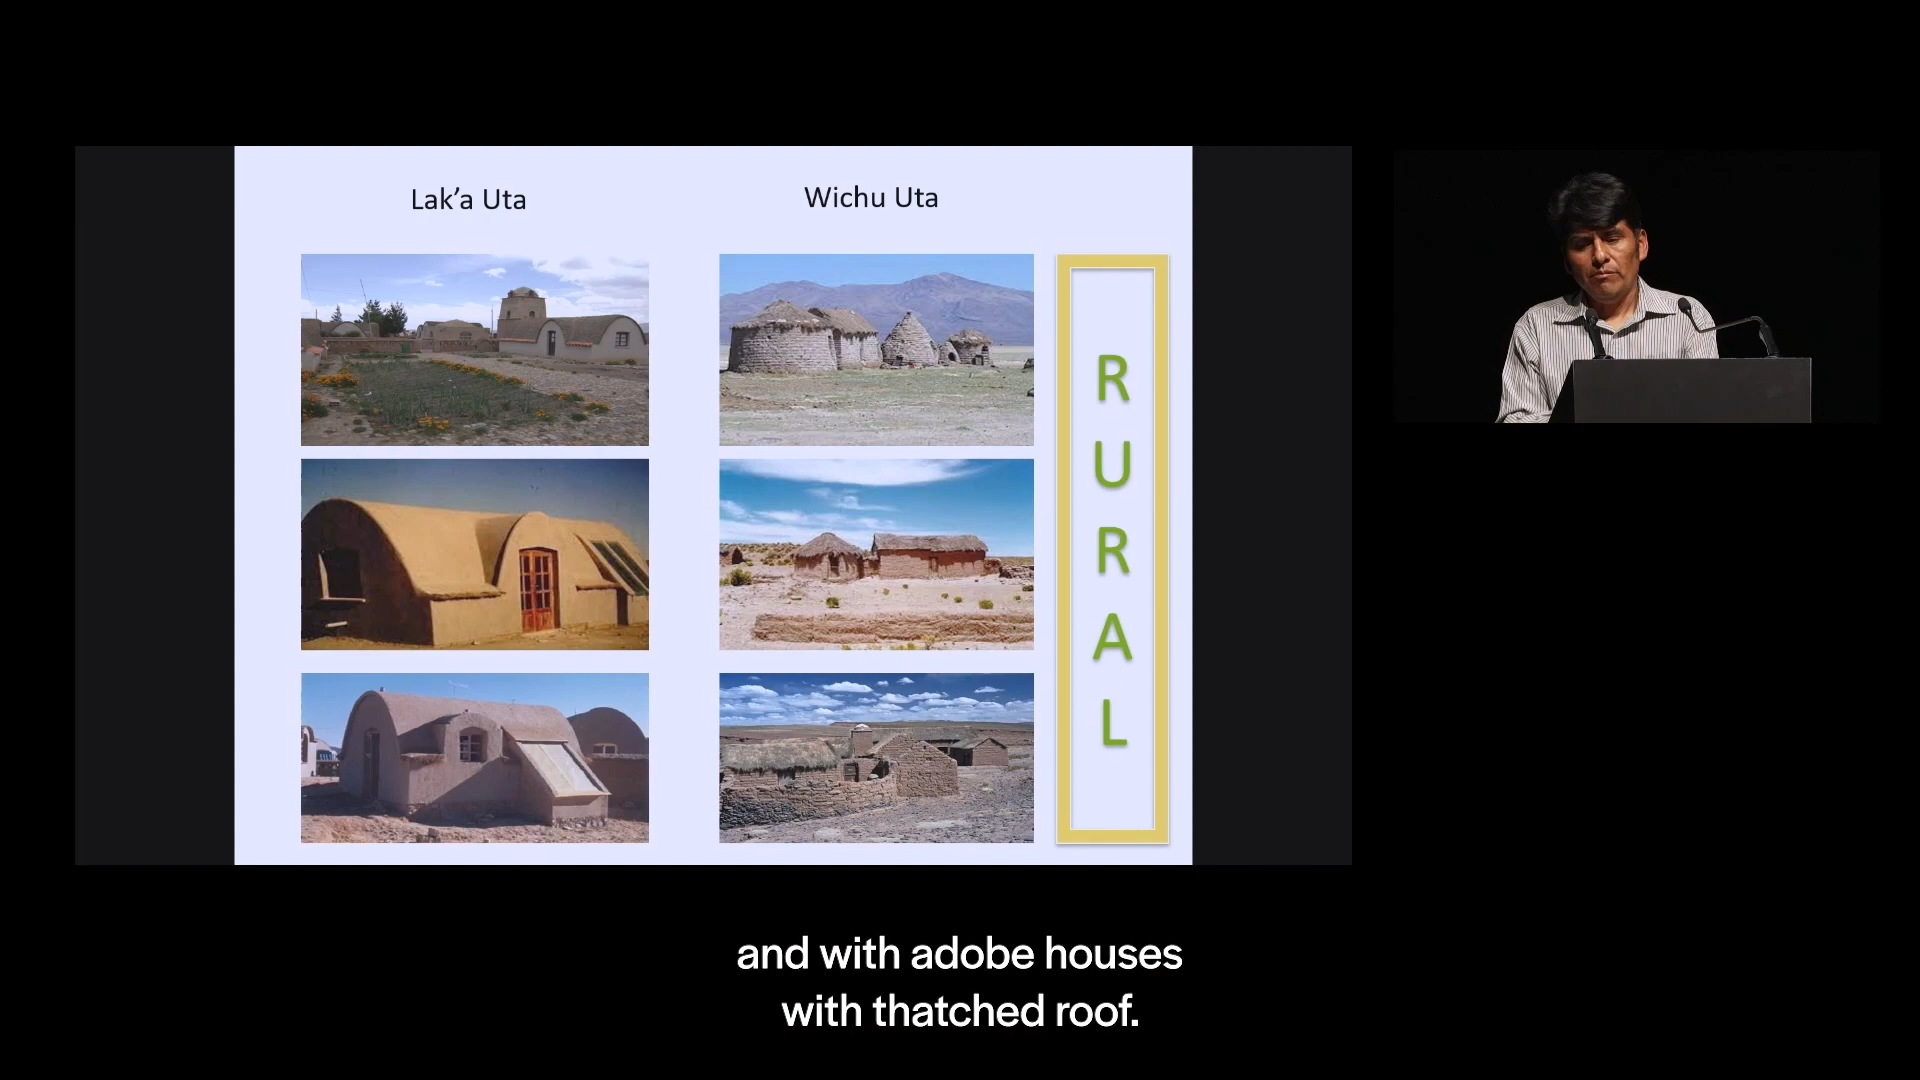 Lak’a Uta
Wichu Uta
R
U
R
A
L
and with adobe houses
with thatched roof.